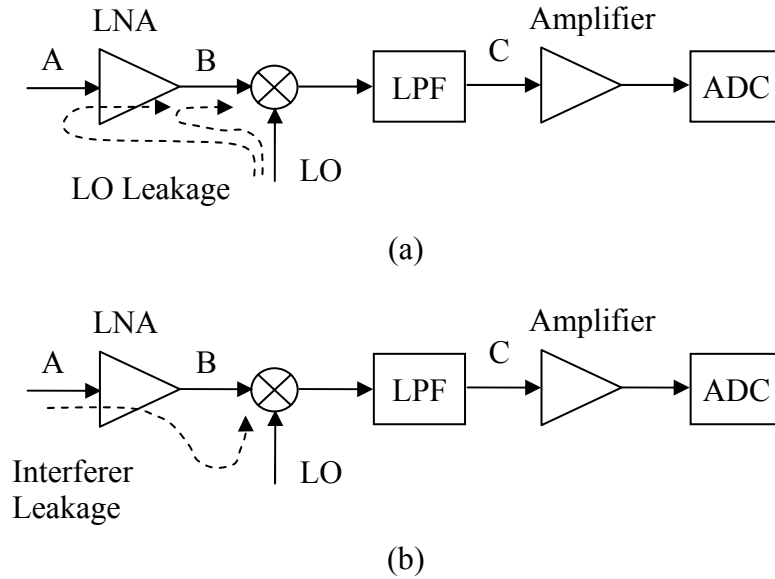 LNA
Amplifier
A
B
C
LPF
ADC
LO
LO Leakage
(a)
LNA
Amplifier
A
B
C
LPF
ADC
LO
Interferer
Leakage
(b)